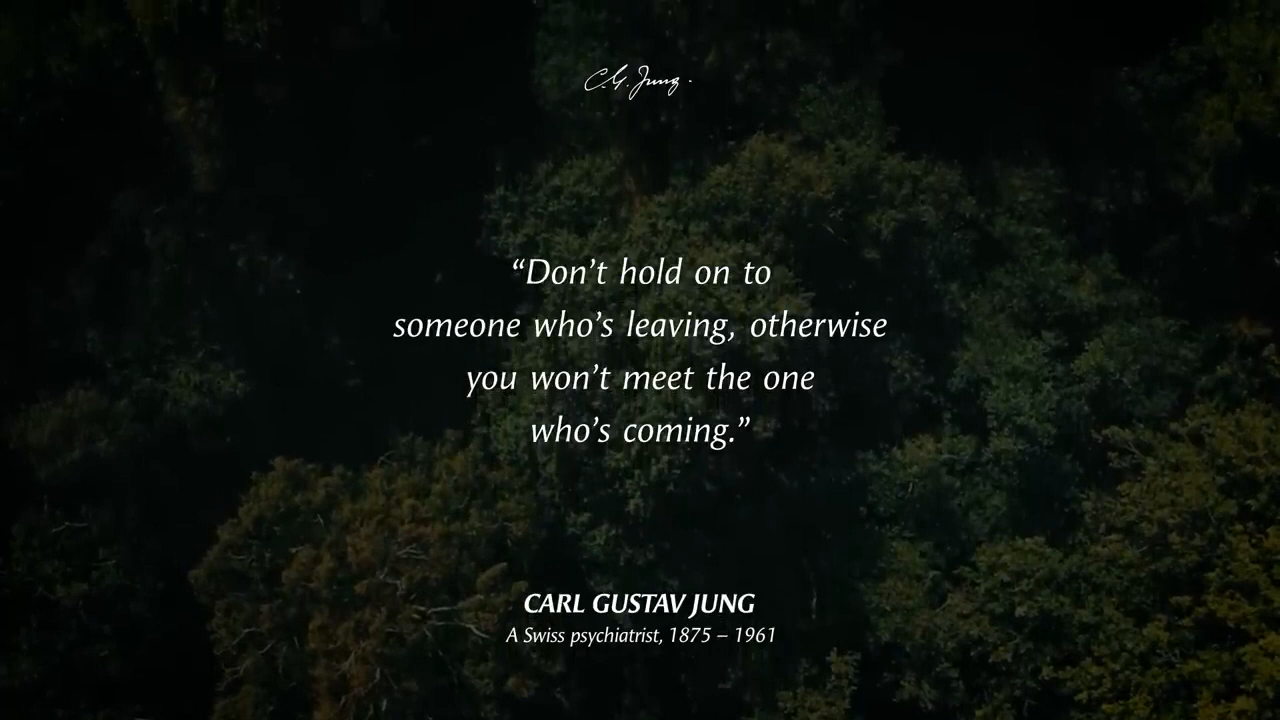 C.G. Jung.
“Don’t hold on to
someone who’s leaving, otherwise
you won’t meet the one
who’s coming.”
CARL GUSTAV JUNG
A Swiss psychiatrist, 1875 – 1961